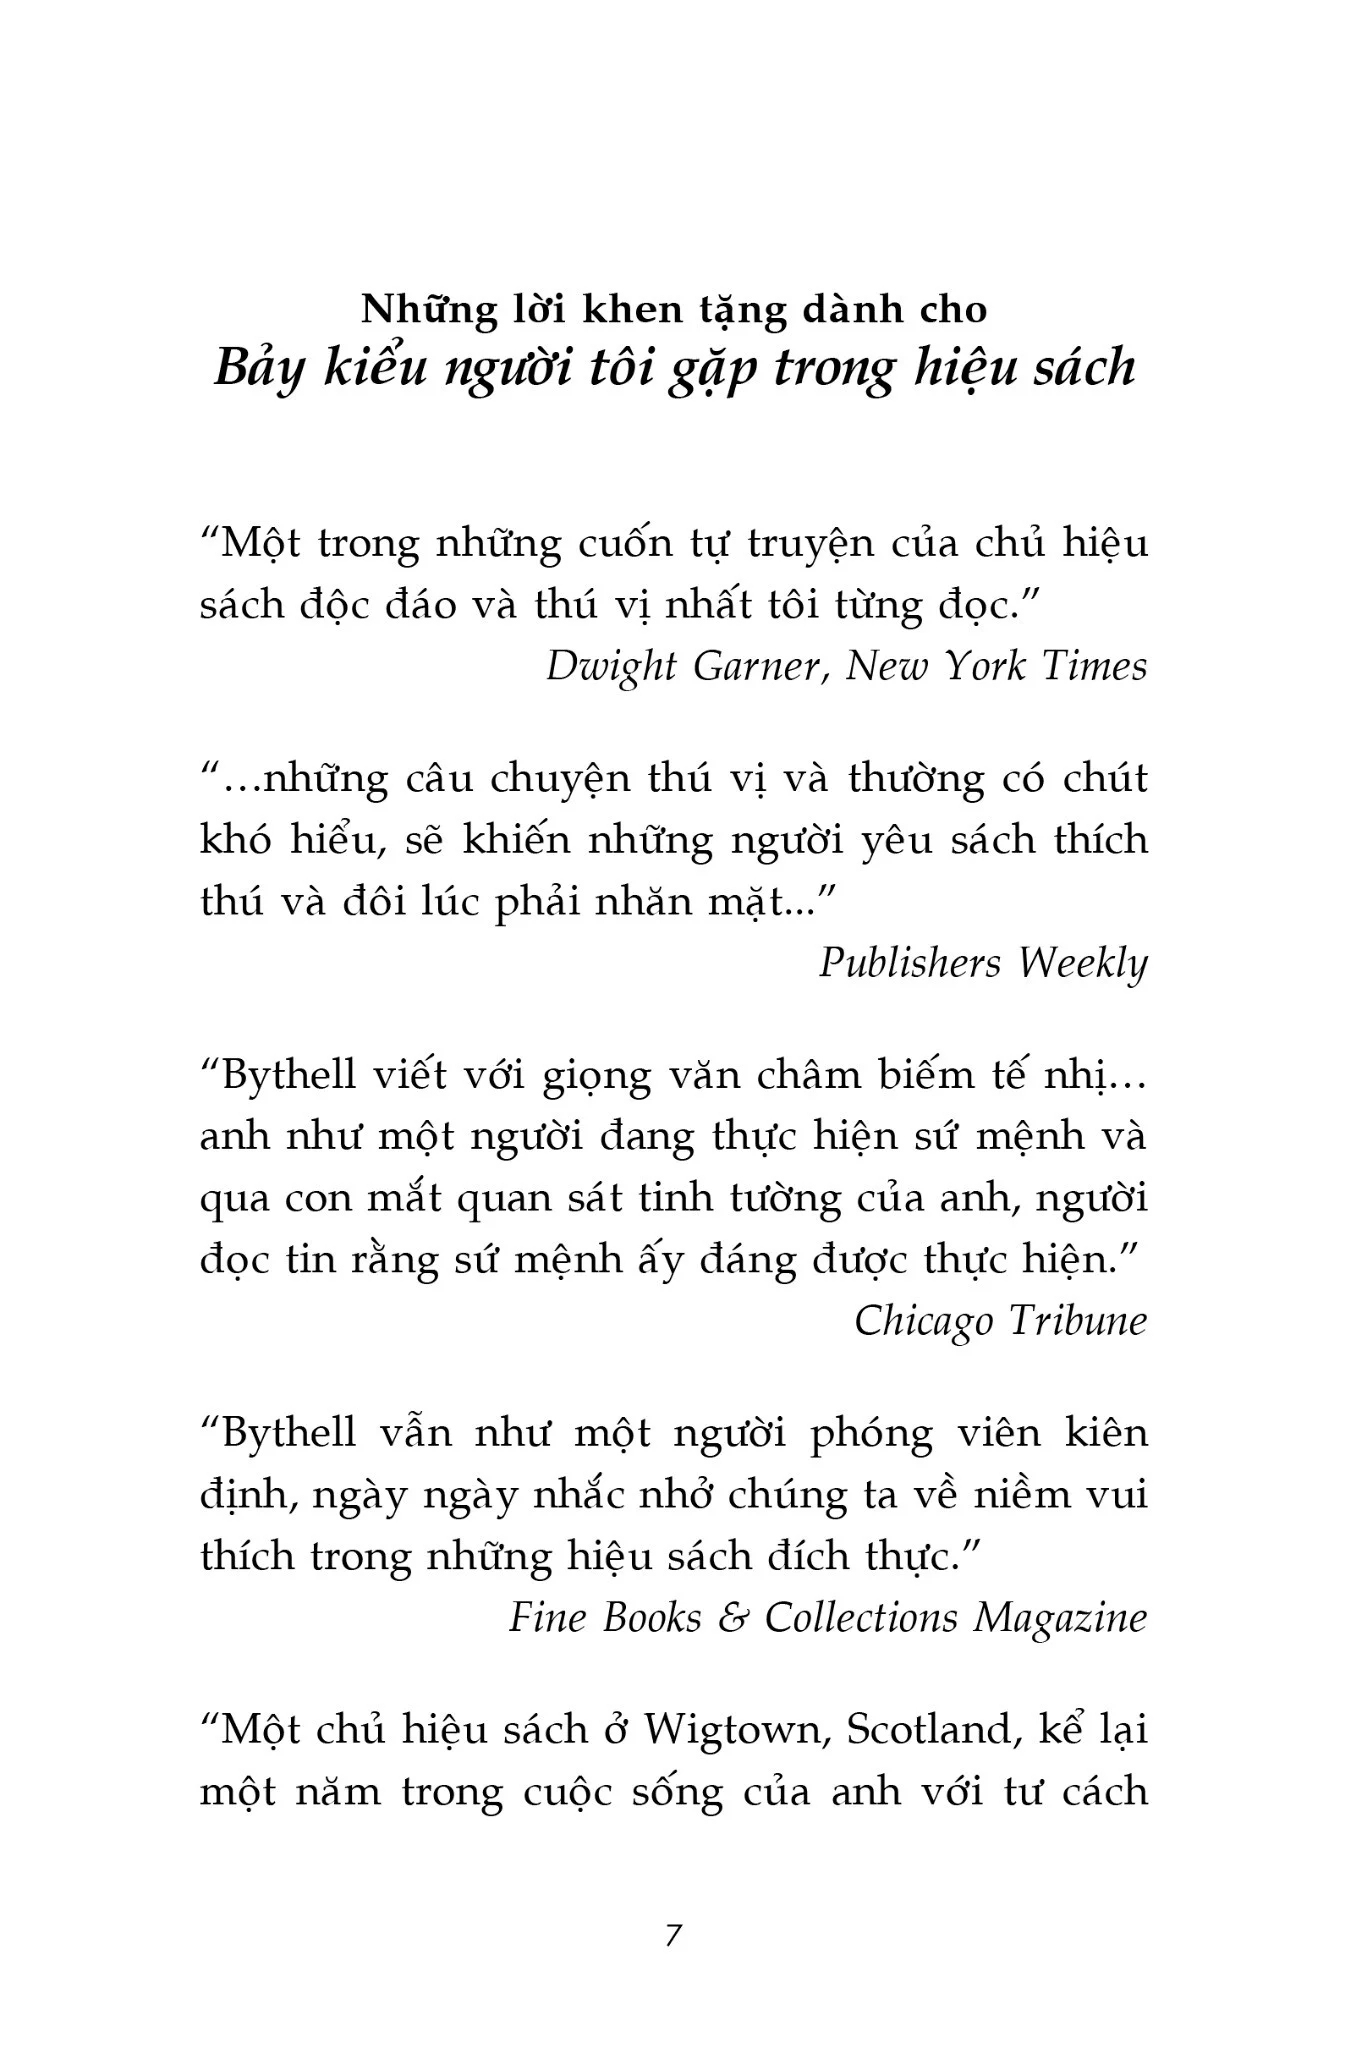 Những lời khen tặng dành cho
Bảy kiểu người tôi gặp trong hiệu sách
“Một trong những cuốn tự truyện của chủ hiệu
sách độc đáo và thú vị nhất tôi từng đọc.”
Dwight Garner, New York Times
“…những câu chuyện thú vị và thường có chút
khó hiểu, sẽ khiến những người yêu sách thích
thú và đôi lúc phải nhăn mặt...”
Publishers Weekly
“Bythell viết với giọng văn châm biếm tế nhị…
anh như một người đang thực hiện sứ mệnh và
qua con mắt quan sát tinh tường của anh, người
đọc tin rằng sứ mệnh ấy đáng được thực hiện.”
Chicago Tribune
“Bythell vẫn như một người phóng viên kiên
định, ngày ngày nhắc nhở chúng ta về niềm vui
thích trong những hiệu sách đích thực.”
Fine Books & Collections Magazine
“Một chủ hiệu sách ở Wigtown, Scotland, kể lại
một năm trong cuộc sống của anh với tư cách
7